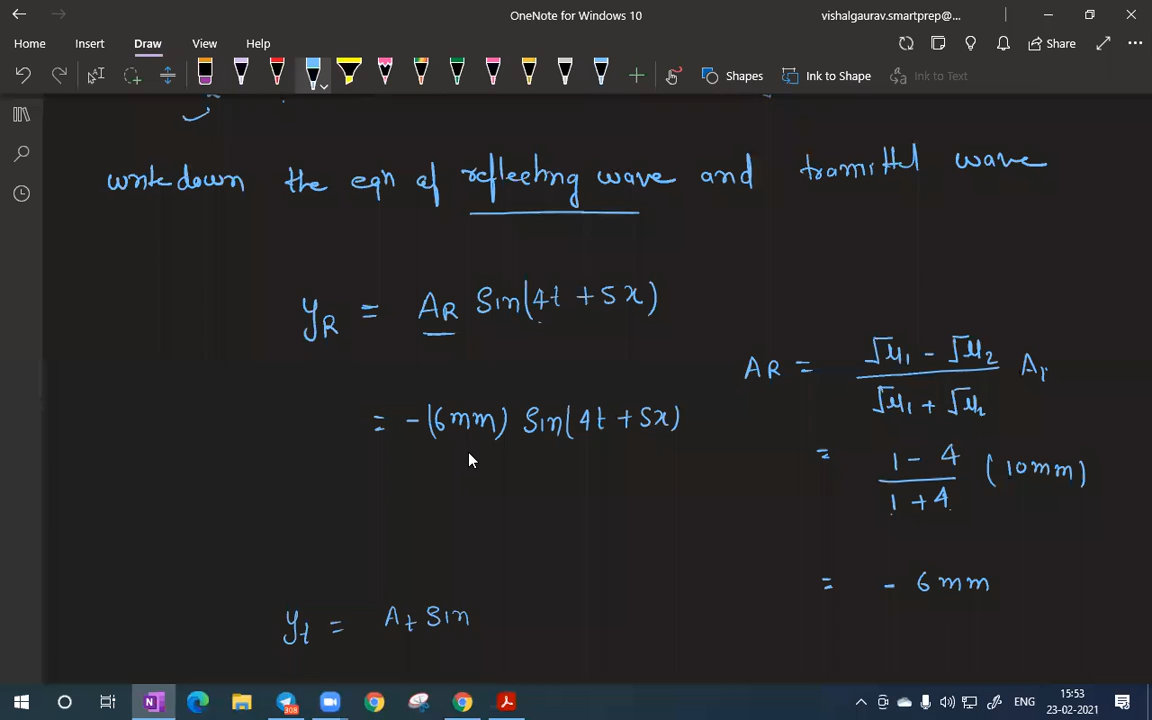 OneNote for Windows 10
vishalgaurav.smartprep@...
Home Insert Draw View Help
Share
Shapes
Ink to Shape
Ink to Text
write down the eqn of reflecting wave and tramittel wave
yR = AR Sin(4t + 5x)
AR = √μ1 - √μ2 / √μ1 + √μ2 Ai
= -(6mm) Sin(4t + 5x)
= 1 - 4 / 1 + 4 (10mm)
= - 6mm
yt = At Sin
308
ENG
15:53
23-02-2021